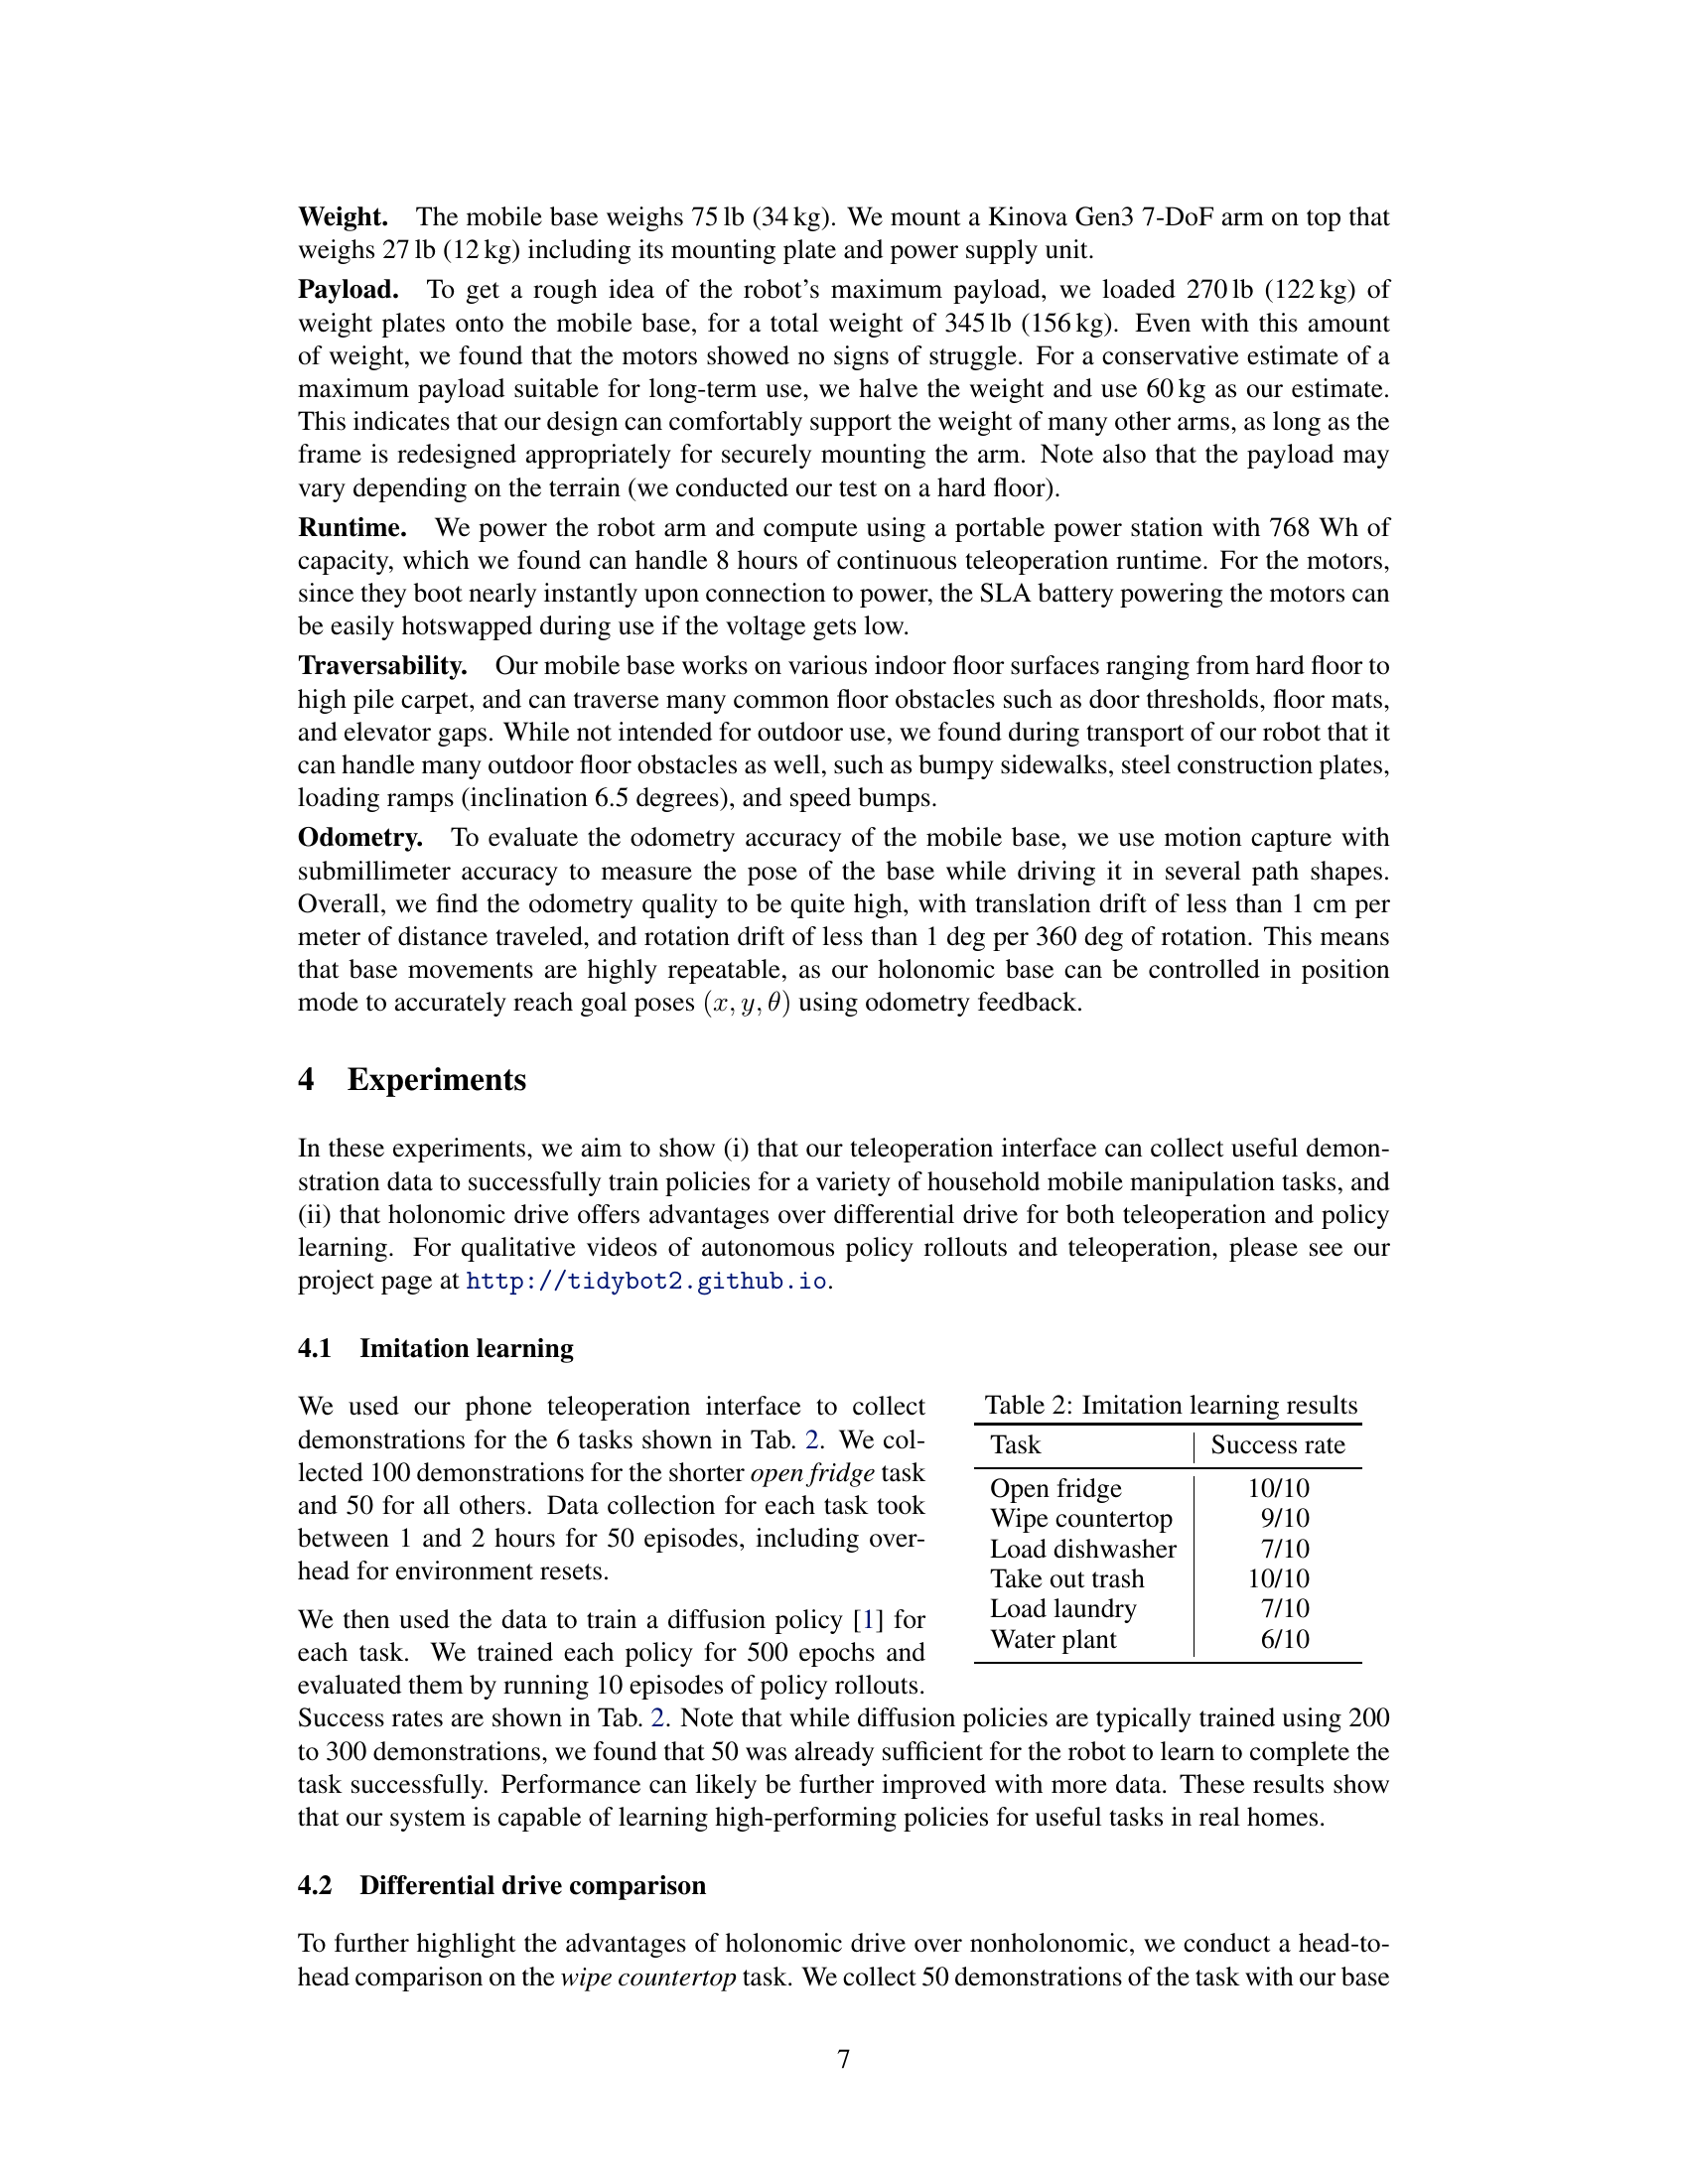 Weight. The mobile base weighs 75 lb (34 kg). We mount a Kinova Gen3 7-DoF arm on top that
weighs 27 lb (12 kg) including its mounting plate and power supply unit.
Payload. To get a rough idea of the robot's maximum payload, we loaded 270 lb (122 kg) of
weight plates onto the mobile base, for a total weight of 345 lb (156 kg). Even with this amount
of weight, we found that the motors showed no signs of struggle. For a conservative estimate of a
maximum payload suitable for long-term use, we halve the weight and use 60 kg as our estimate.
This indicates that our design can comfortably support the weight of many other arms, as long as the
frame is redesigned appropriately for securely mounting the arm. Note also that the payload may
vary depending on the terrain (we conducted our test on a hard floor).
Runtime. We power the robot arm and compute using a portable power station with 768 Wh of
capacity, which we found can handle 8 hours of continuous teleoperation runtime. For the motors,
since they boot nearly instantly upon connection to power, the SLA battery powering the motors can
be easily hotswapped during use if the voltage gets low.
Traversability. Our mobile base works on various indoor floor surfaces ranging from hard floor to
high pile carpet, and can traverse many common floor obstacles such as door thresholds, floor mats,
and elevator gaps. While not intended for outdoor use, we found during transport of our robot that it
can handle many outdoor floor obstacles as well, such as bumpy sidewalks, steel construction plates,
loading ramps (inclination 6.5 degrees), and speed bumps.
Odometry. To evaluate the odometry accuracy of the mobile base, we use motion capture with
submillimeter accuracy to measure the pose of the base while driving it in several path shapes.
Overall, we find the odometry quality to be quite high, with translation drift of less than 1 cm per
meter of distance traveled, and rotation drift of less than 1 deg per 360 deg of rotation. This means
that base movements are highly repeatable, as our holonomic base can be controlled in position
mode to accurately reach goal poses (x, y, θ) using odometry feedback.
4 Experiments
In these experiments, we aim to show (i) that our teleoperation interface can collect useful demon-
stration data to successfully train policies for a variety of household mobile manipulation tasks, and
(ii) that holonomic drive offers advantages over differential drive for both teleoperation and policy
learning. For qualitative videos of autonomous policy rollouts and teleoperation, please see our
project page at http://tidybot2.github.io.
4.1 Imitation learning
We used our phone teleoperation interface to collect
demonstrations for the 6 tasks shown in Tab. 2. We col-
lected 100 demonstrations for the shorter open fridge task
and 50 for all others. Data collection for each task took
between 1 and 2 hours for 50 episodes, including over-
head for environment resets.
We then used the data to train a diffusion policy [1] for
each task. We trained each policy for 500 epochs and
evaluated them by running 10 episodes of policy rollouts.
Success rates are shown in Tab. 2. Note that while diffusion policies are typically trained using 200
to 300 demonstrations, we found that 50 was already sufficient for the robot to learn to complete the
task successfully. Performance can likely be further improved with more data. These results show
that our system is capable of learning high-performing policies for useful tasks in real homes.
Table 2: Imitation learning results
Task Success rate
Open fridge 10/10
Wipe countertop 9/10
Load dishwasher 7/10
Take out trash 10/10
Load laundry 7/10
Water plant 6/10
4.2 Differential drive comparison
To further highlight the advantages of holonomic drive over nonholonomic, we conduct a head-to-
head comparison on the wipe countertop task. We collect 50 demonstrations of the task with our base
7